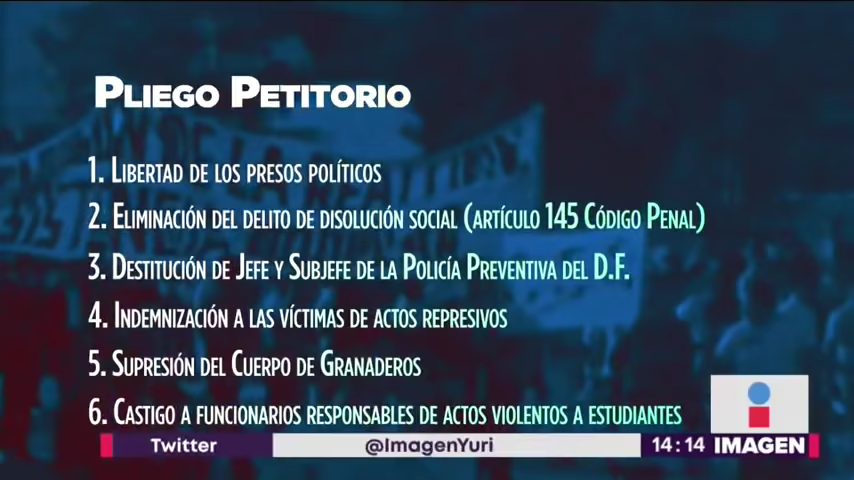 Pliego Petitorio
1. Libertad de los presos políticos
2. Eliminación del delito de disolución social (artículo 145 Código Penal)
3. Destitución de Jefe y Subjefe de la Policía Preventiva del D.F.
4. Indemnización a las víctimas de actos represivos
5. Supresión del Cuerpo de Granaderos
6. Castigo a funcionarios responsables de actos violentos a estudiantes
Twitter @ImagenYuri 14:14 IMAGEN